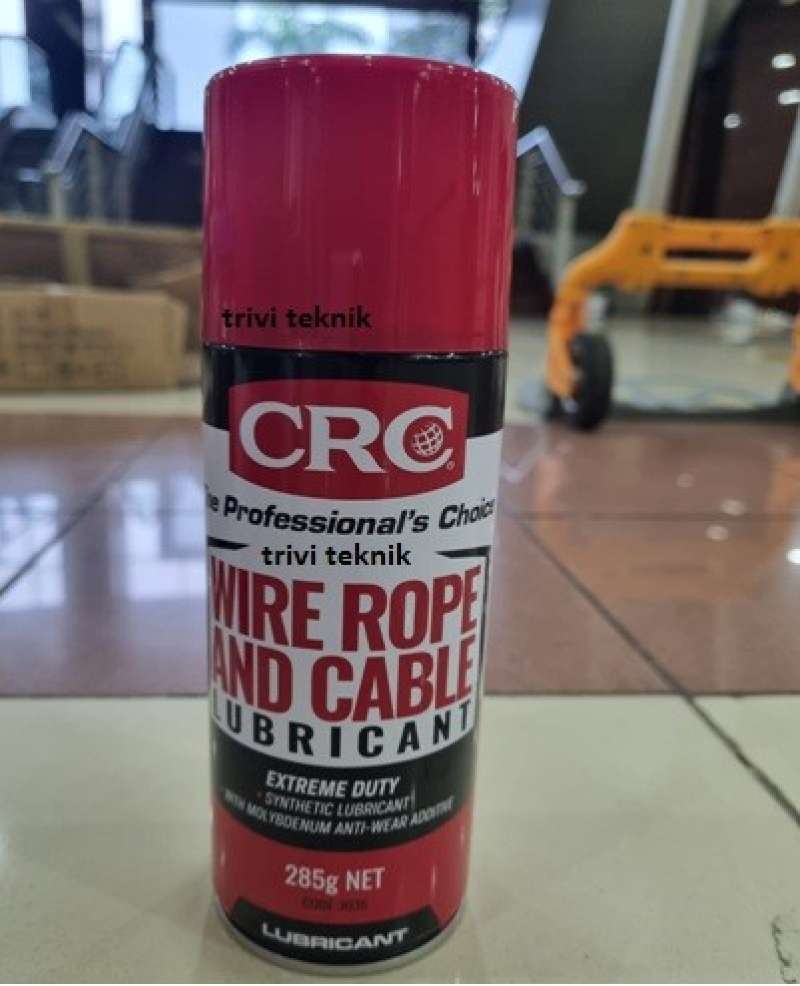 trivi teknik
CRC
The Professional's Choice
trivi teknik
WIRE ROPE
AND CABLE
LUBRICANT
EXTREME DUTY
SYNTHETIC LUBRICANT
WITH MOLYBDENUM ANTI-WEAR ADDITIVE
285g NET
LUBRICANT